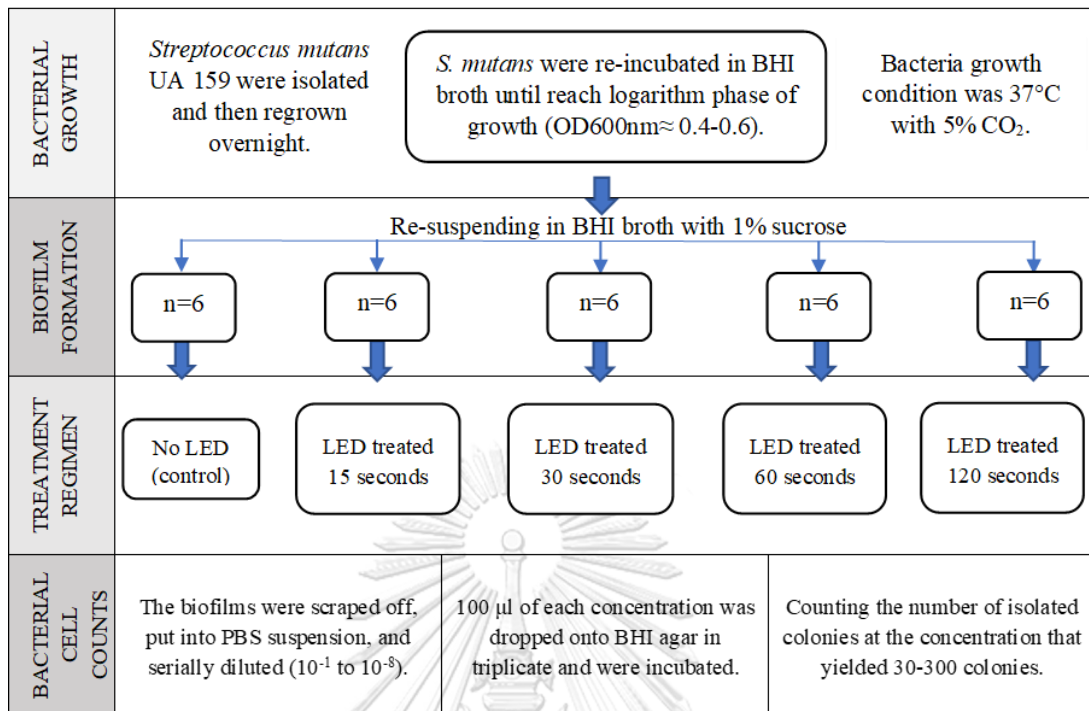 BACTERIAL
GROWTH
Streptococcus mutans
UA 159 were isolated
and then regrown
overnight.
S. mutans were re-incubated in BHI
broth until reach logarithm phase of
growth (OD600nm≈ 0.4-0.6).
Bacteria growth
condition was 37°C
with 5% CO₂.
BIOFILM
FORMATION
Re-suspending in BHI broth with 1% sucrose
n=6
n=6
n=6
n=6
n=6
TREATMENT
REGIMEN
No LED
(control)
LED treated
15 seconds
LED treated
30 seconds
LED treated
60 seconds
LED treated
120 seconds
BACTERIAL
CELL
COUNTS
The biofilms were scraped off,
put into PBS suspension, and
serially diluted (10⁻¹ to 10⁻⁸).
100 μl of each concentration was
dropped onto BHI agar in
triplicate and were incubated.
Counting the number of isolated
colonies at the concentration that
yielded 30-300 colonies.